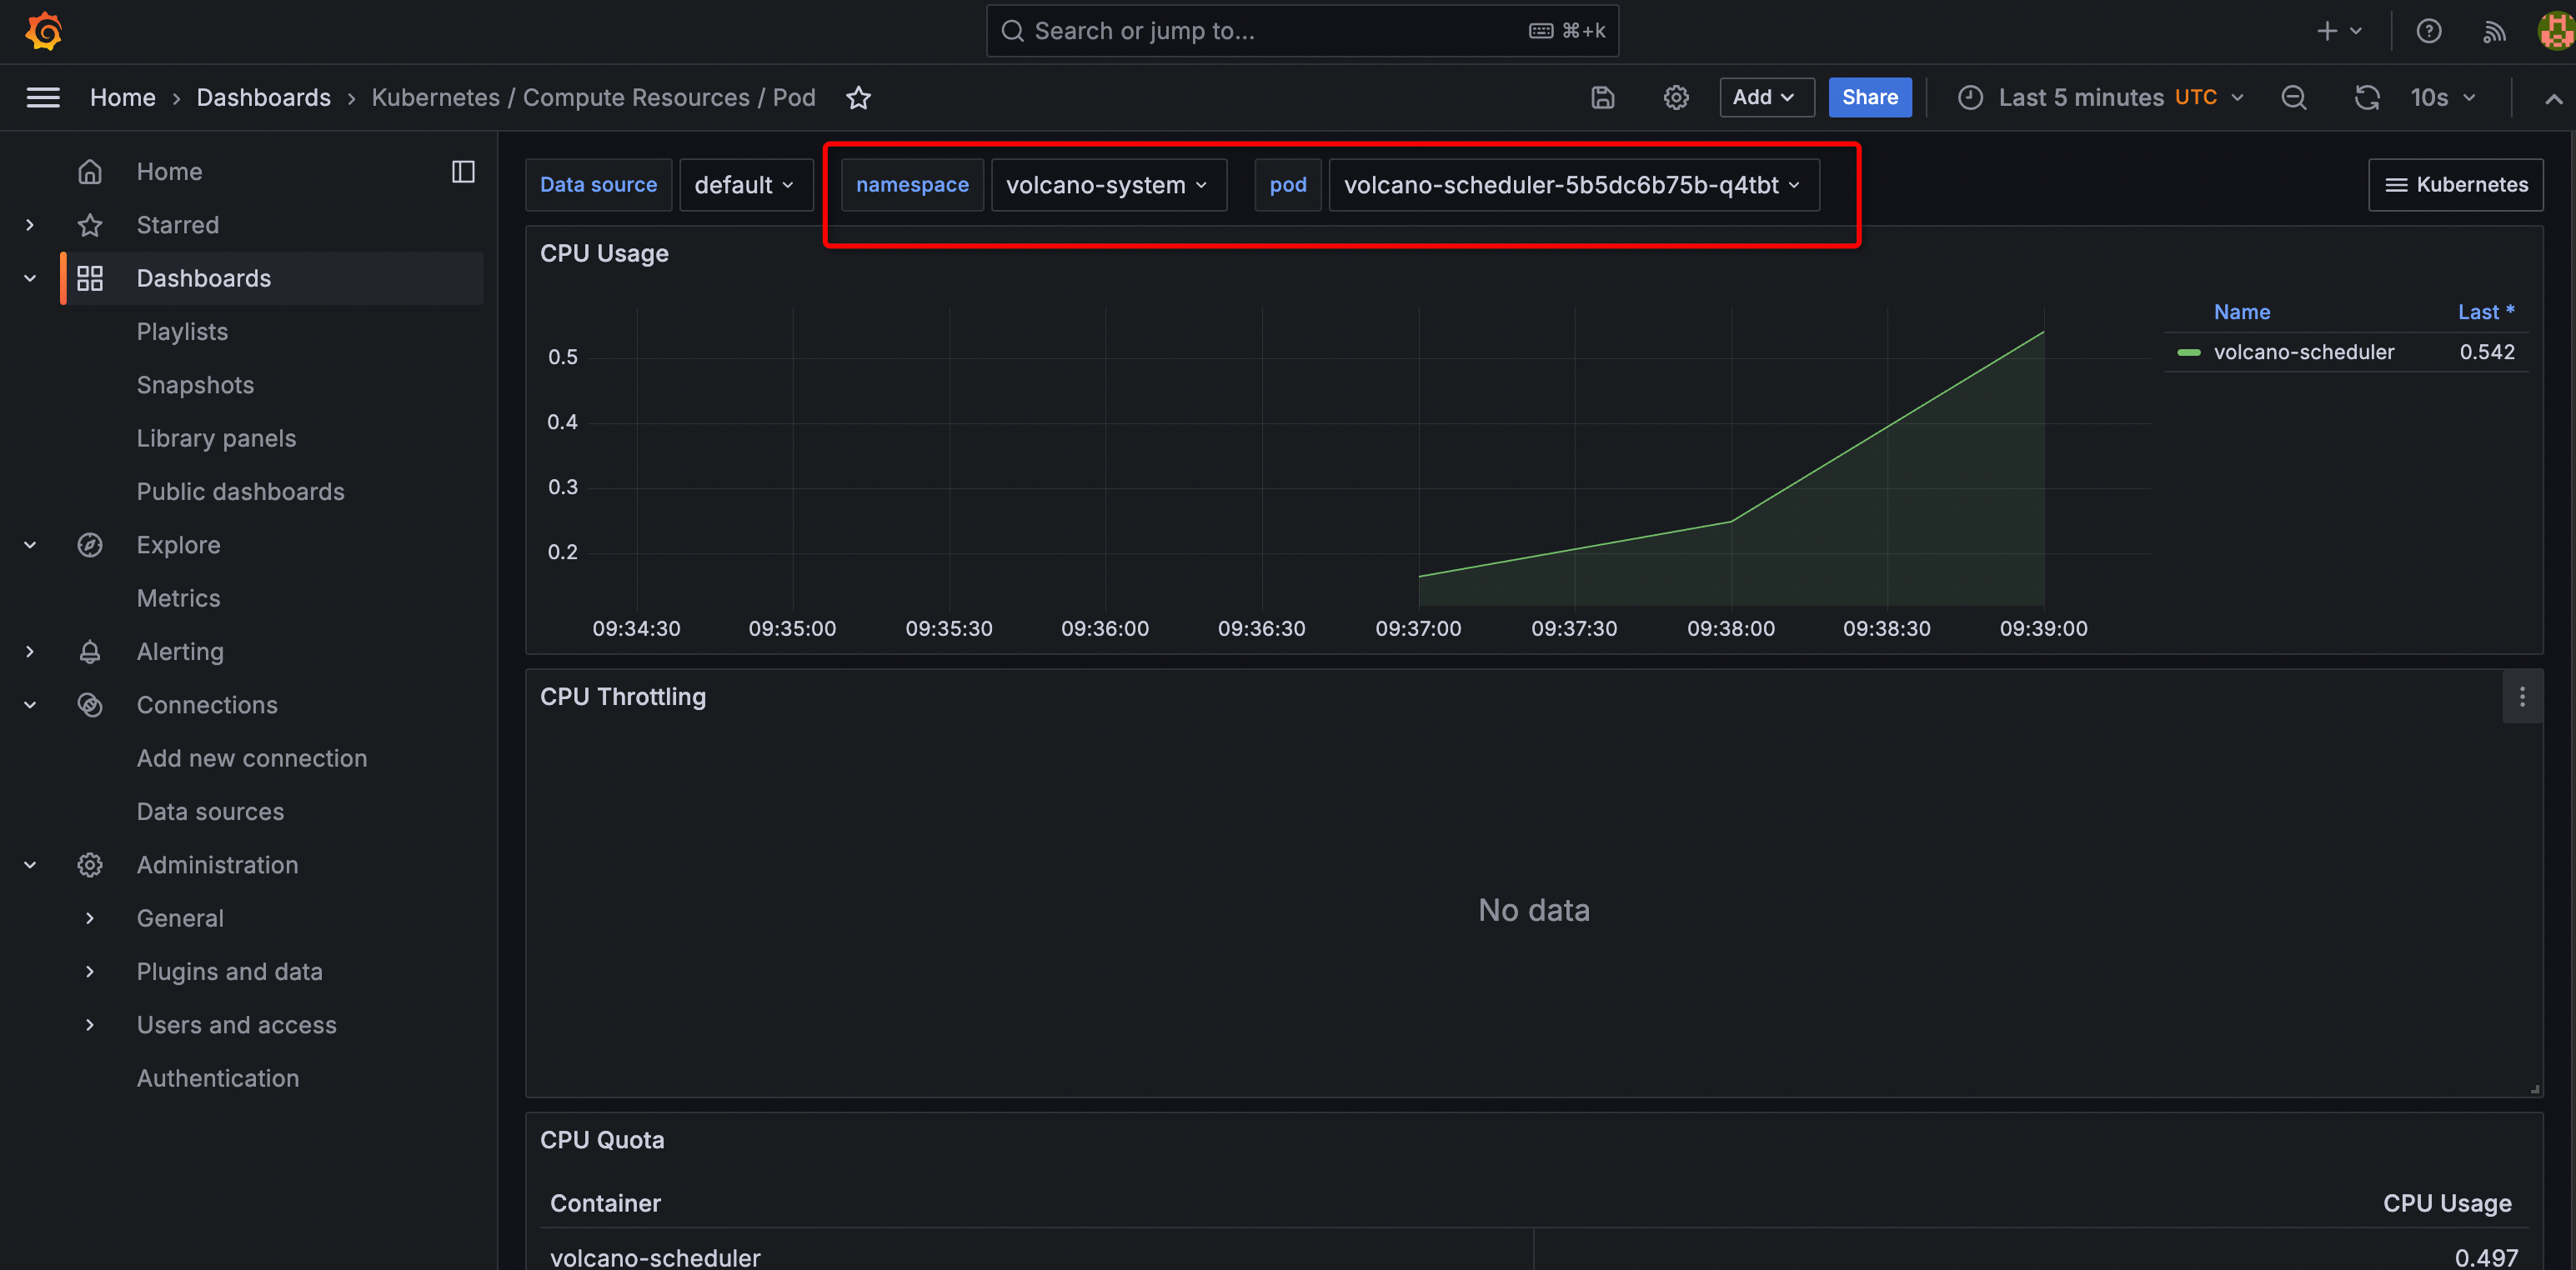 Search or jump to... ⌘+k
Home › Dashboards › Kubernetes / Compute Resources / Pod
Add
Share
Last 5 minutes UTC
10s
Home
Starred
Dashboards
Playlists
Snapshots
Library panels
Public dashboards
Explore
Metrics
Alerting
Connections
Add new connection
Data sources
Administration
General
Plugins and data
Users and access
Authentication
Data source default namespace volcano-system pod volcano-scheduler-5b5dc6b75b-q4tbt Kubernetes
CPU Usage
0.5
0.4
0.3
0.2
09:34:30 09:35:00 09:35:30 09:36:00 09:36:30 09:37:00 09:37:30 09:38:00 09:38:30 09:39:00
Name Last *
volcano-scheduler 0.542
CPU Throttling
No data
CPU Quota
Container CPU Usage
volcano-scheduler 0.497